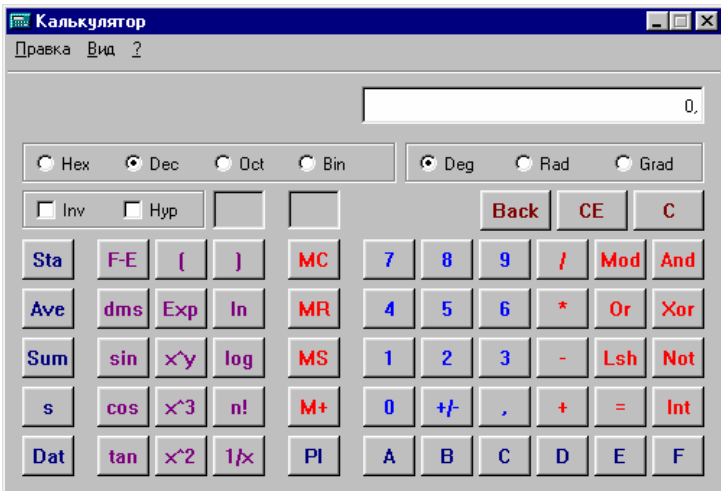 Калькулятор
Правка Вид ?
0,
Hex Dec Oct Bin Deg Rad Grad
Inv Hyp Back CE C
Sta F-E ( ) MC 7 8 9 / Mod And
Ave dms Exp ln MR 4 5 6 * Or Xor
Sum sin x^y log MS 1 2 3 - Lsh Not
s cos x^3 n! M+ 0 +/- , + = Int
Dat tan x^2 1/x PI A B C D E F